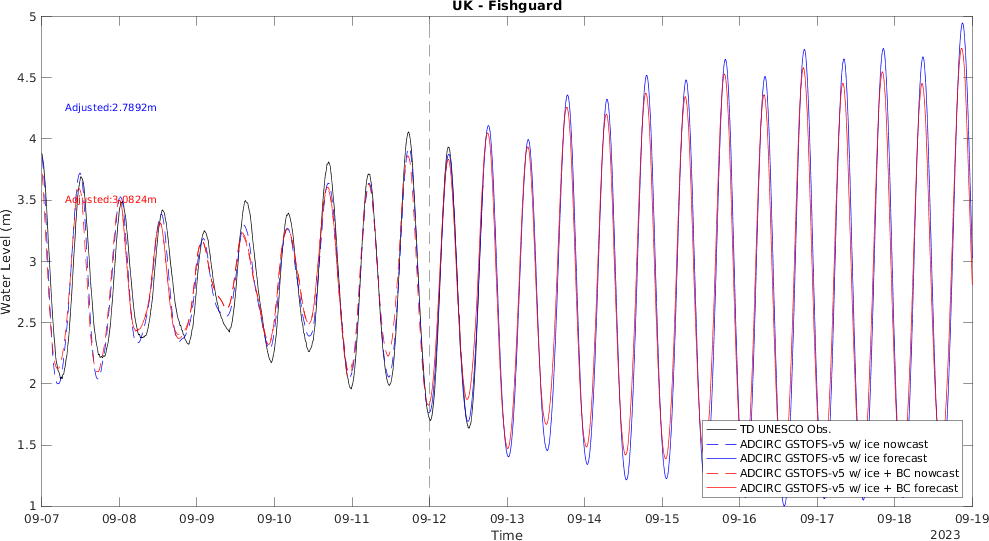 UK - Fishguard
5
4.5
4
3.5
3
2.5
2
1.5
1
Water Level (m)
Adjusted:2.7892m
Adjusted:3.0824m
TD UNESCO Obs.
ADCIRC GSTOFS-v5 w/ ice nowcast
ADCIRC GSTOFS-v5 w/ ice forecast
ADCIRC GSTOFS-v5 w/ ice + BC nowcast
ADCIRC GSTOFS-v5 w/ ice + BC forecast
09-07 09-08 09-09 09-10 09-11 09-12 09-13 09-14 09-15 09-16 09-17 09-18 09-19
Time
2023